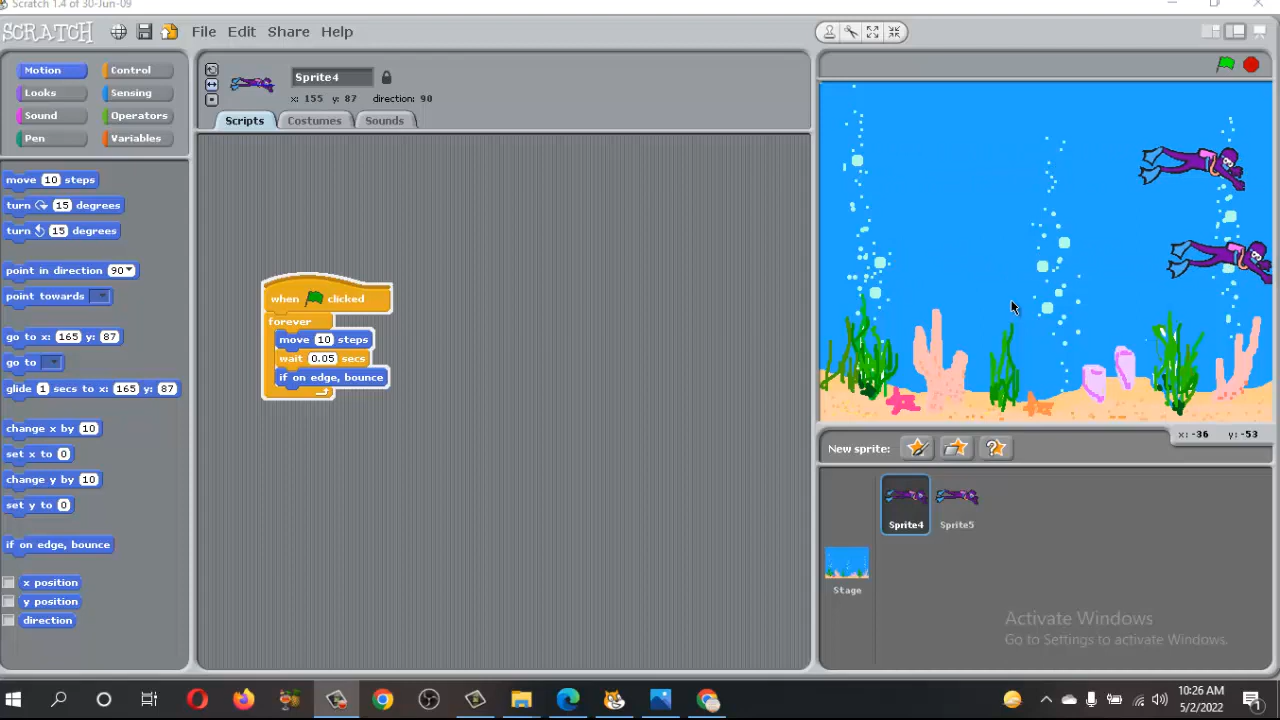 Scratch 1.4 of 30-Jun-09
SCRATCH File Edit Share Help
Motion Control
Looks Sensing
Sound Operators
Pen Variables
Sprite4
x: 155 y: 87 direction: 90
Scripts Costumes Sounds
move 10 steps
turn 15 degrees
turn 15 degrees
point in direction 90
point towards
go to x: 165 y: 87
go to
glide 1 secs to x: 165 y: 87
change x by 10
set x to 0
change y by 10
set y to 0
if on edge, bounce
x position
y position
direction
when clicked
forever
move 10 steps
wait 0.05 secs
if on edge, bounce
x: -36 y: -53
New sprite:
Sprite4 Sprite5
Stage
Activate Windows
Go to Settings to activate Windows.
10:26 AM
5/2/2022
1